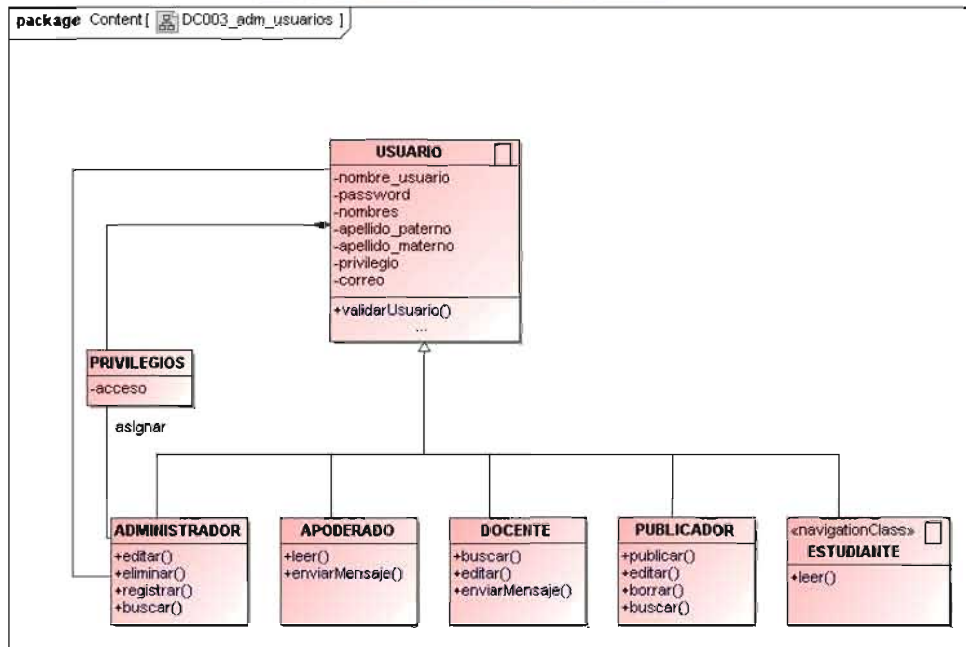 package Content [ DC003_adm_usuarios ]
USUARIO
-nombre_usuario
-password
-nombres
-apellido_paterno
-apellido_materno
-privilegio
-correo
+validarUsuario()
...
PRIVILEGIOS
-acceso
asignar
ADMINISTRADOR
+editar()
+eliminar()
+registrar()
+buscar()
APODERADO
+leer()
+enviarMensaje()
DOCENTE
+buscar()
+editar()
+enviarMensaje()
PUBLICADOR
+publicar()
+editar()
+borrar()
+buscar()
«navigationClass»
ESTUDIANTE
+leer()